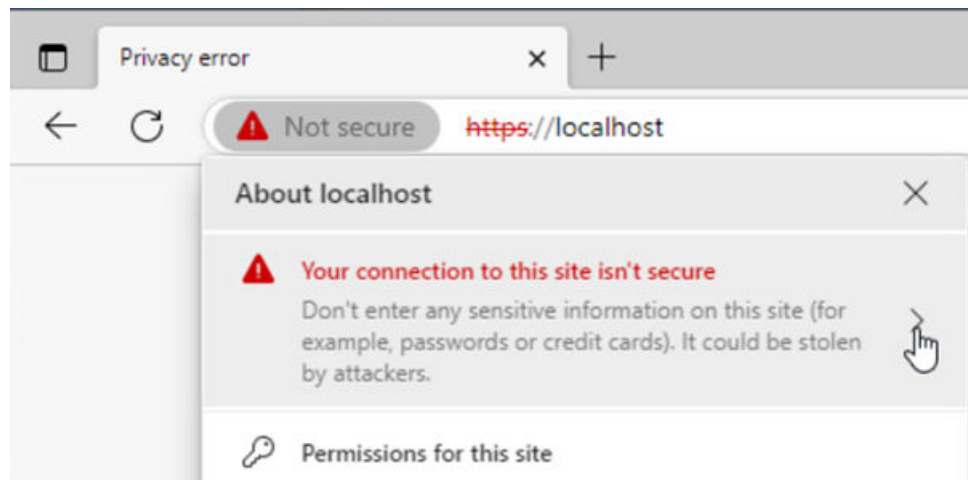 Privacy error
Not secure https://localhost
About localhost
Your connection to this site isn't secure
Don't enter any sensitive information on this site (for
example, passwords or credit cards). It could be stolen
by attackers.
Permissions for this site